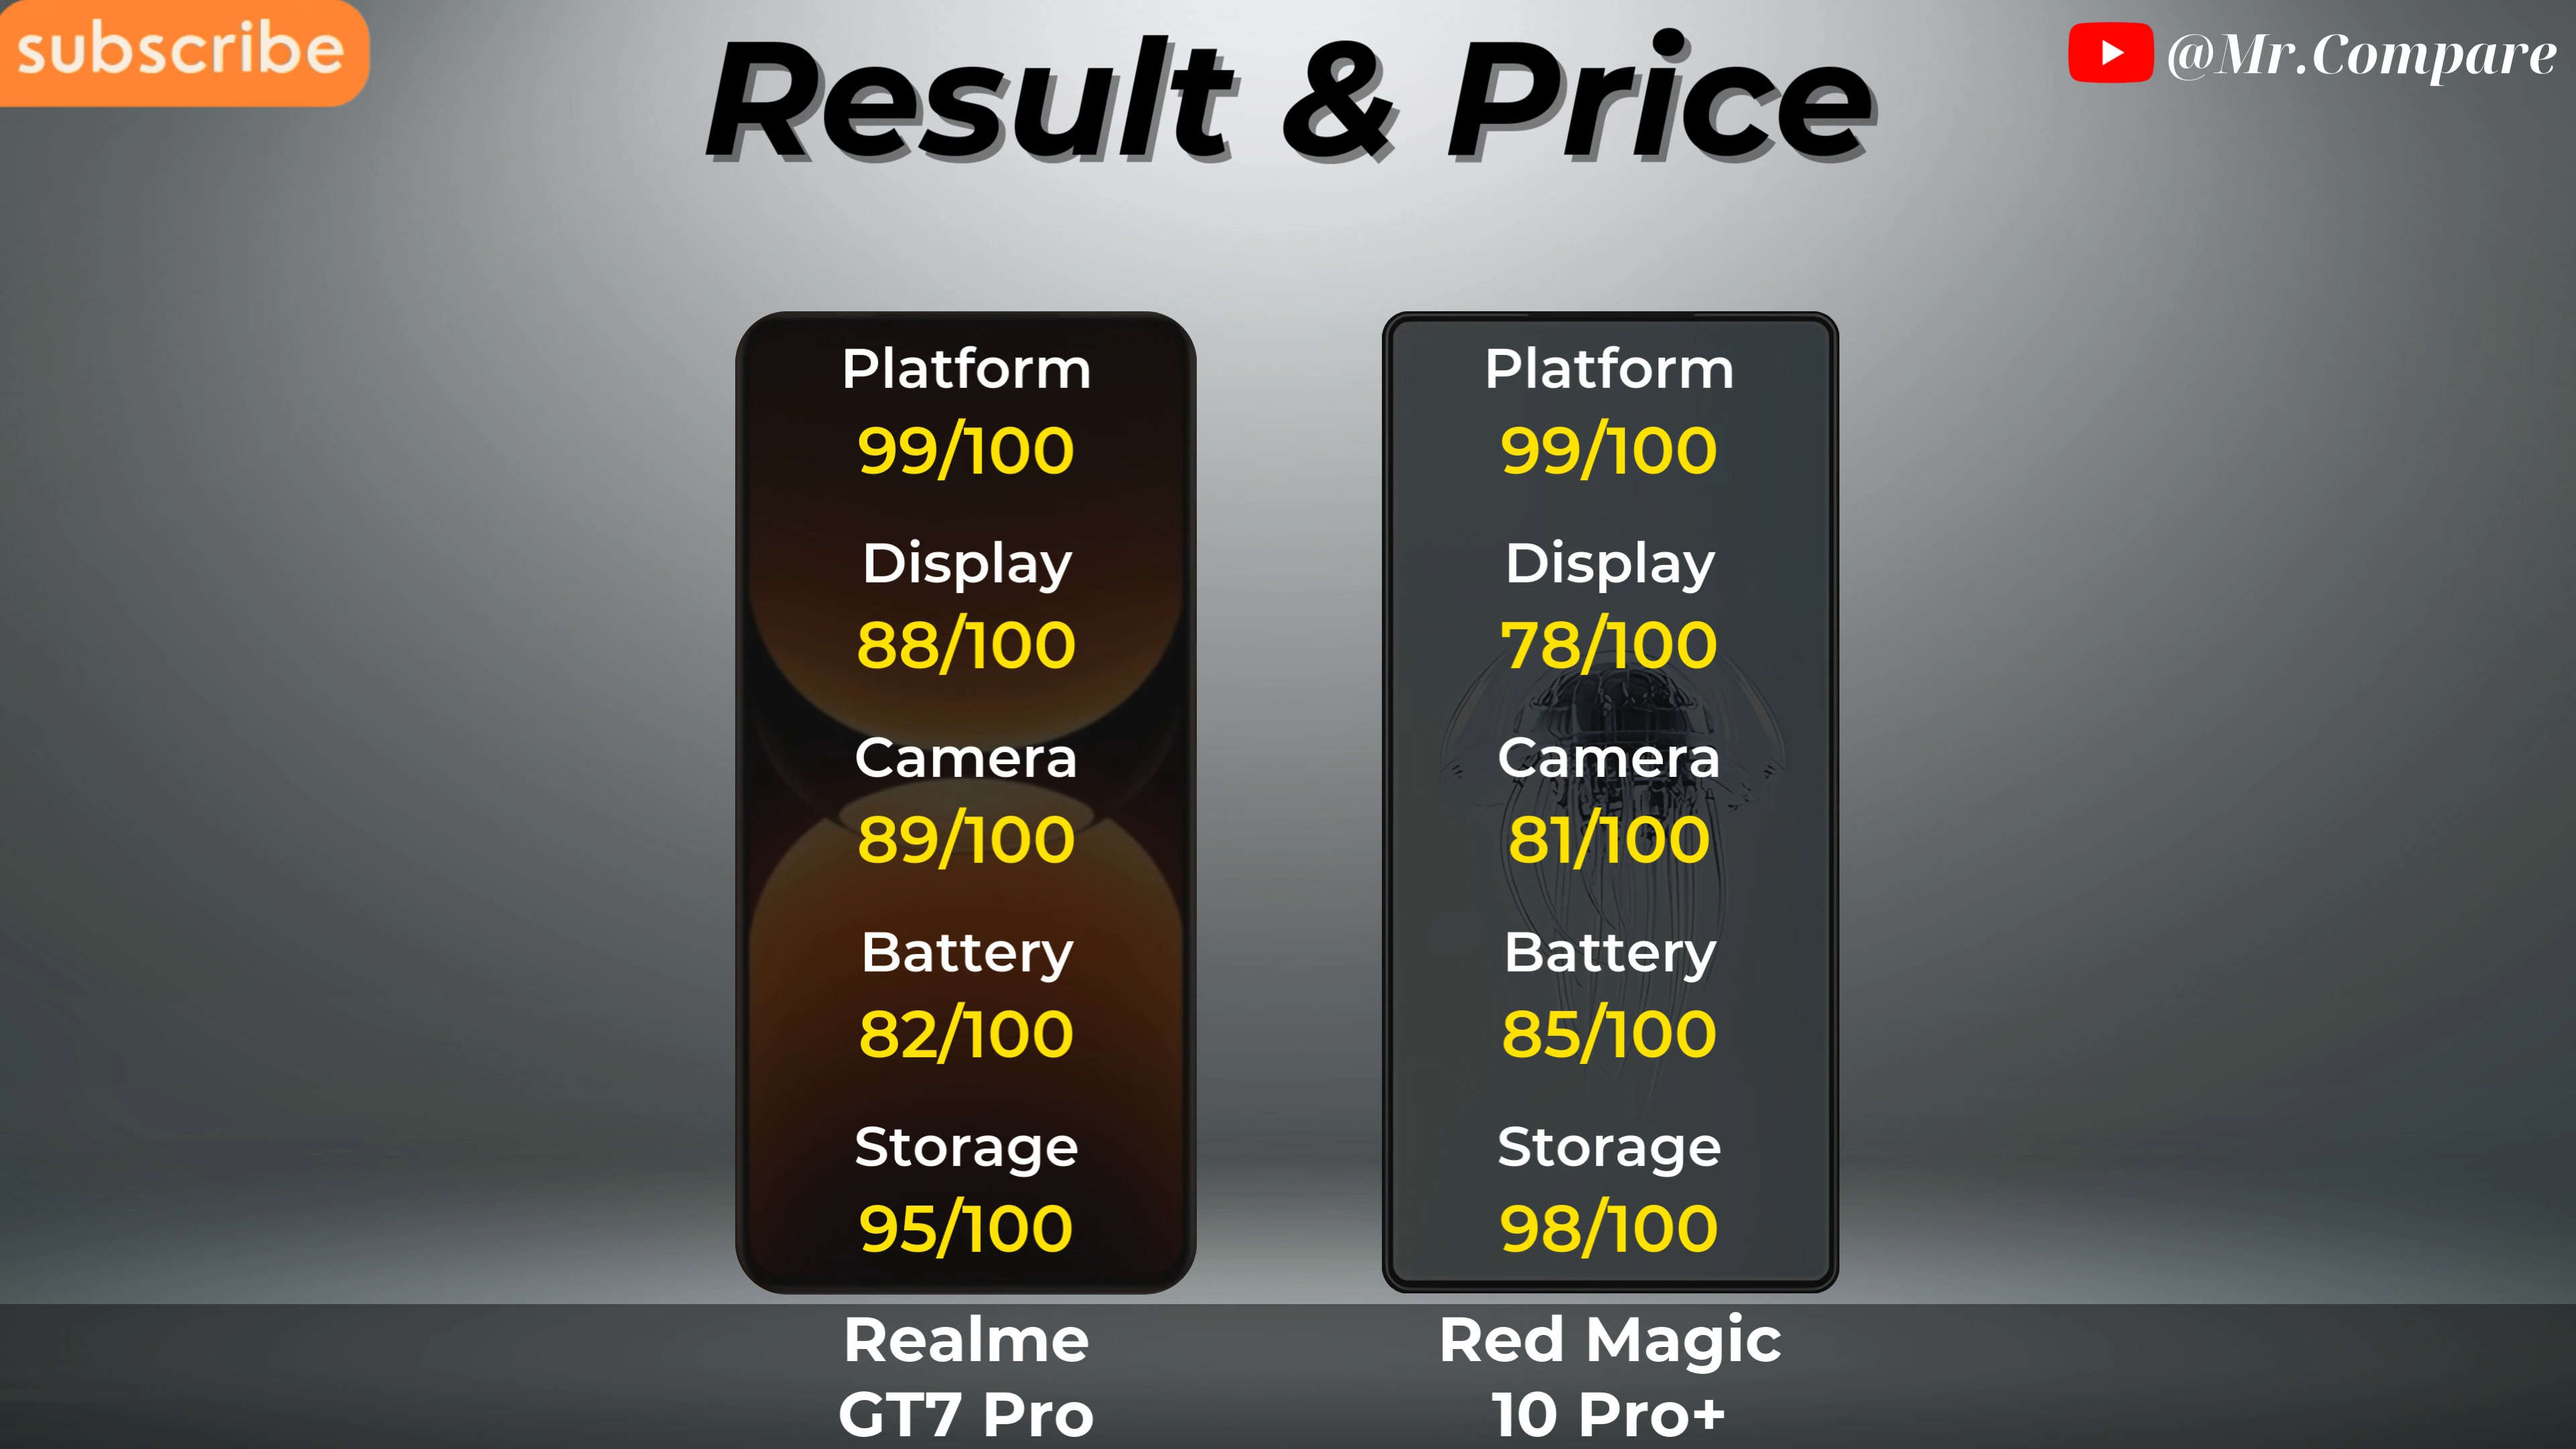 subscribe
Result & Price
@Mr.Compare
Platform
99/100
Display
88/100
Camera
89/100
Battery
82/100
Storage
95/100
Realme
GT7 Pro
Platform
99/100
Display
78/100
Camera
81/100
Battery
85/100
Storage
98/100
Red Magic
10 Pro+